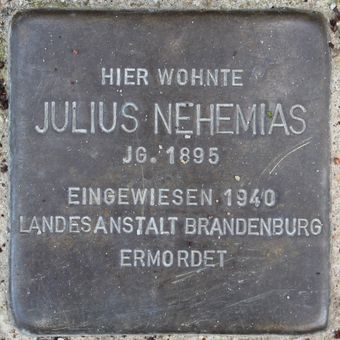 HIER WOHNTE
JULIUS NEHEMIAS
JG. 1895
EINGEWIESEN 1940
LANDESANSTALT BRANDENBURG
ERMORDET